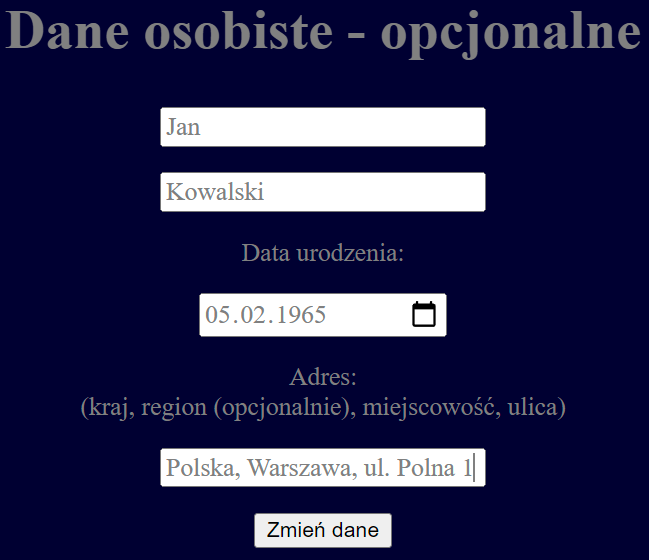 Dane osobiste - opcjonalne
Jan
Kowalski
Data urodzenia:
05.02.1965
Adres:
(kraj, region (opcjonalnie), miejscowość, ulica)
Polska, Warszawa, ul. Polna 1
Zmień dane